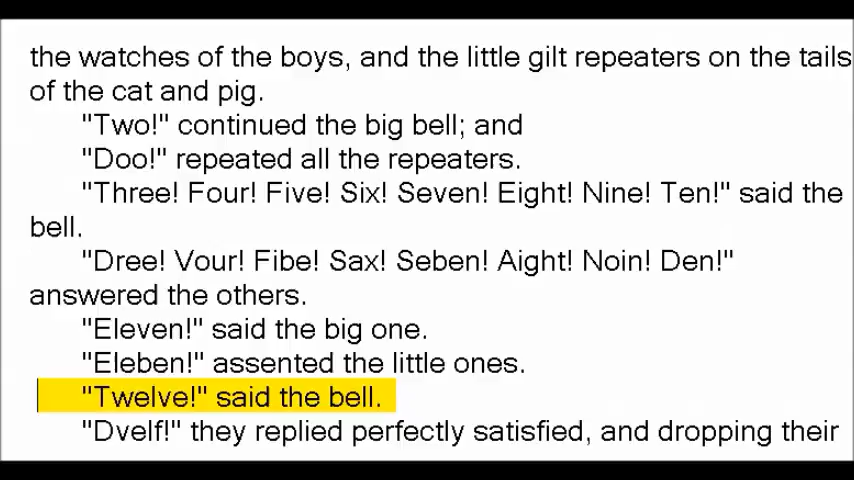 the watches of the boys, and the little gilt repeaters on the tails
of the cat and pig.
"Two!" continued the big bell; and
"Doo!" repeated all the repeaters.
"Three! Four! Five! Six! Seven! Eight! Nine! Ten!" said the
bell.
"Dree! Vour! Fibe! Sax! Seben! Aight! Noin! Den!"
answered the others.
"Eleven!" said the big one.
"Eleben!" assented the little ones.
"Twelve!" said the bell.
"Dvelf!" they replied perfectly satisfied, and dropping their